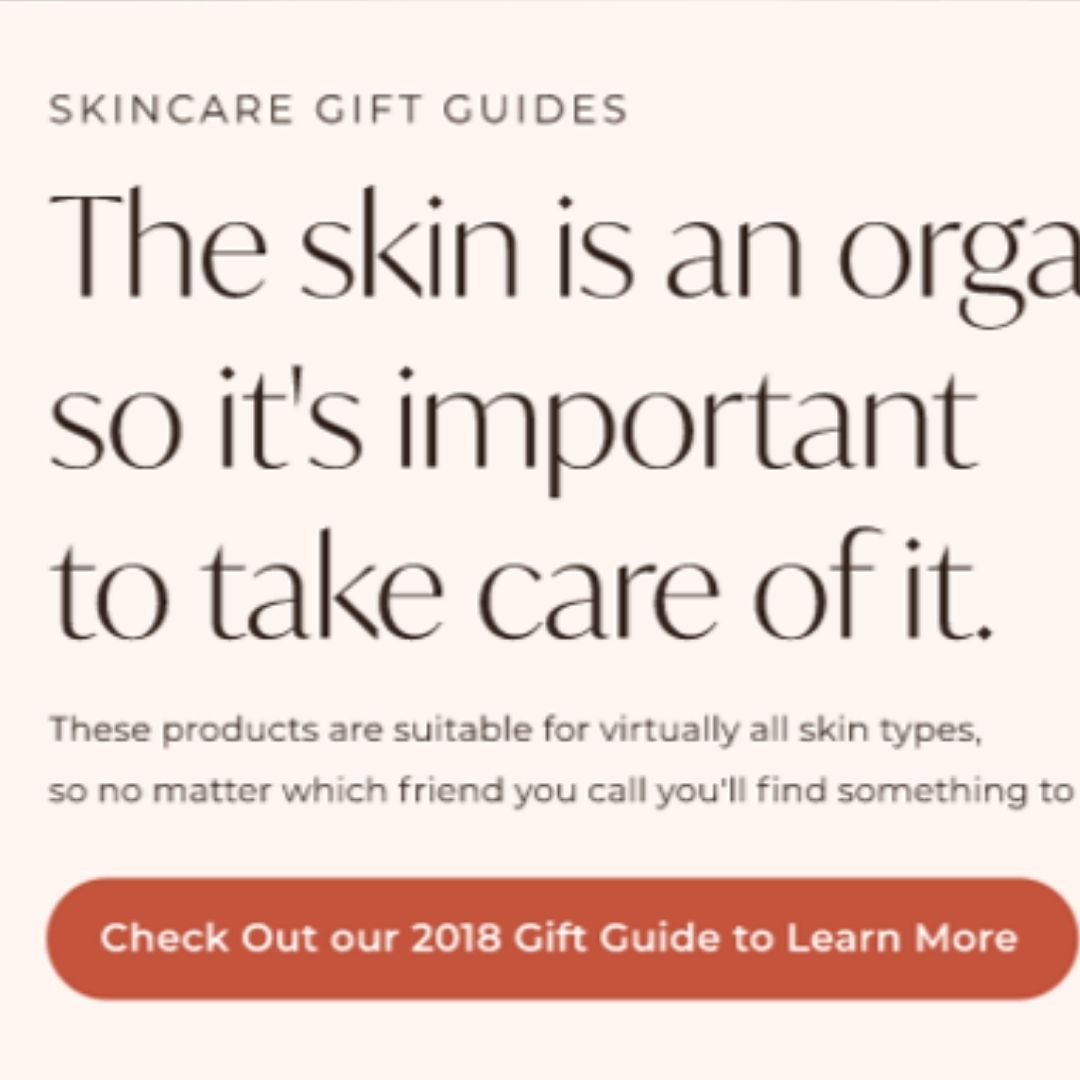 SKINCARE GIFT GUIDES
The skin is an orga
so it's important
to take care of it.
These products are suitable for virtually all skin types,
so no matter which friend you call you'll find something to
Check Out our 2018 Gift Guide to Learn More